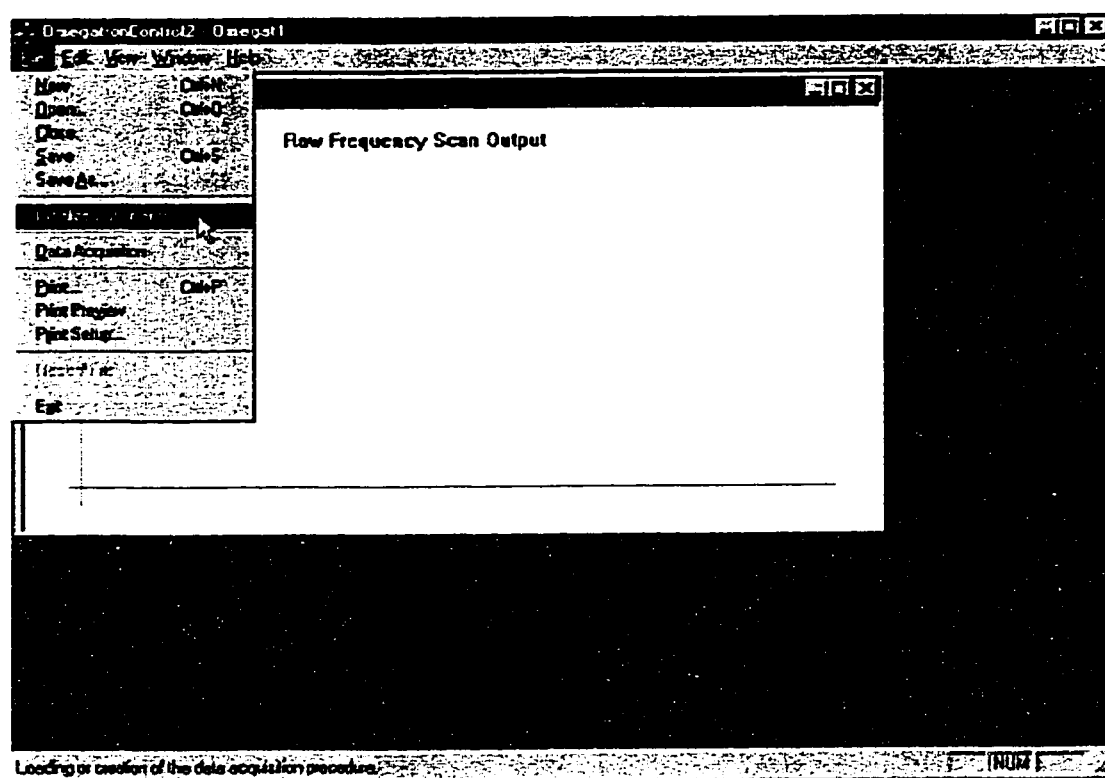 OmegationControl2 - Omegat1
Edit View Window Help
New Ctrl+N
Open... Ctrl+O
Close
Save Ctrl+S
Save As...
Data Acquisition
Print... Ctrl+P
Print Preview
Print Setup...
Exit
Raw Frequency Scan Output
Loading or creation of the data acquisition procedure.
NUM